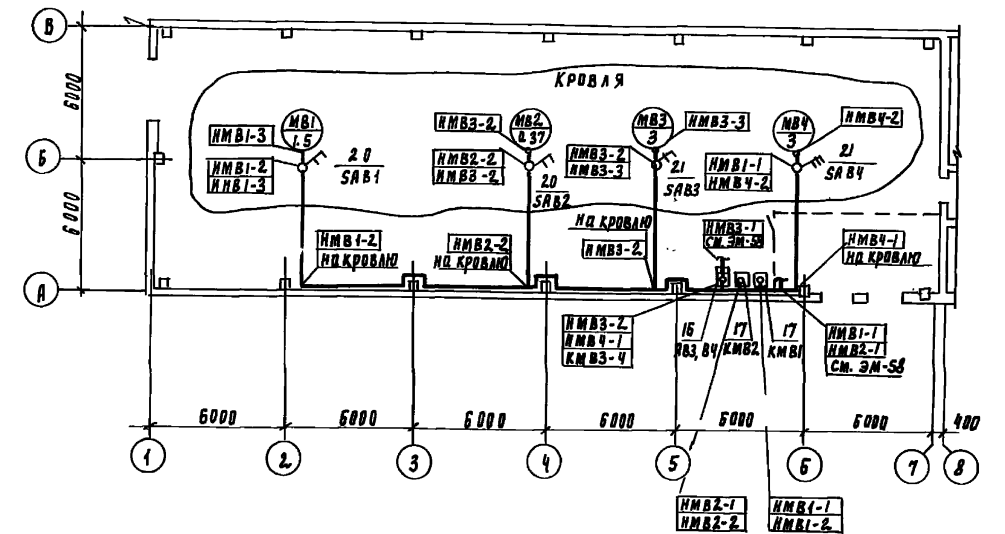 В
КРОВЛЯ
6000
НМВ1-3
МВ1
1.5
НМВ3-2
МВ2
0.37
МВ3
3
НМВ3-3
МВ4
3
НМВ4-2
Б
НМВ1-2
НМВ1-3
20
SAB1
НМВ2-2
НМВ3-2
20
SAB2
НМВ3-2
НМВ3-3
21
SAB3
НМВ1-1
НМВ4-2
21
SAB4
6000
НМВ1-2
НА КРОВЛЮ
НМВ2-2
НА КРОВЛЮ
НА КРОВЛЮ
НМВ3-2
НМВ3-1
СМ. ЭМ-58
НМВ4-1
НА КРОВЛЮ
А
НМВ3-2
НМВ4-1
КМВ3-4
16
ЯВ3, В4
17
КМВ2
17
КМВ1
НМВ1-1
НМВ2-1
СМ. ЭМ-58
6000
6000
6000
6000
6000
6000
400
1
2
3
4
5
6
7
8
НМВ2-1
НМВ2-2
НМВ1-1
НМВ1-2